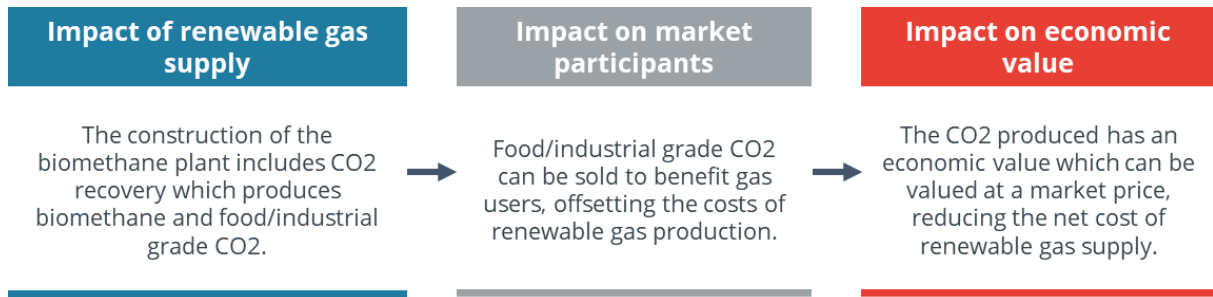 Impact of renewable gas
supply
The construction of the
biomethane plant includes CO2
recovery which produces
biomethane and food/industrial
grade CO2.
Impact on market
participants
Food/industrial grade CO2
can be sold to benefit gas
users, offsetting the costs of
renewable gas production.
Impact on economic
value
The CO2 produced has an
economic value which can be
valued at a market price,
reducing the net cost of
renewable gas supply.